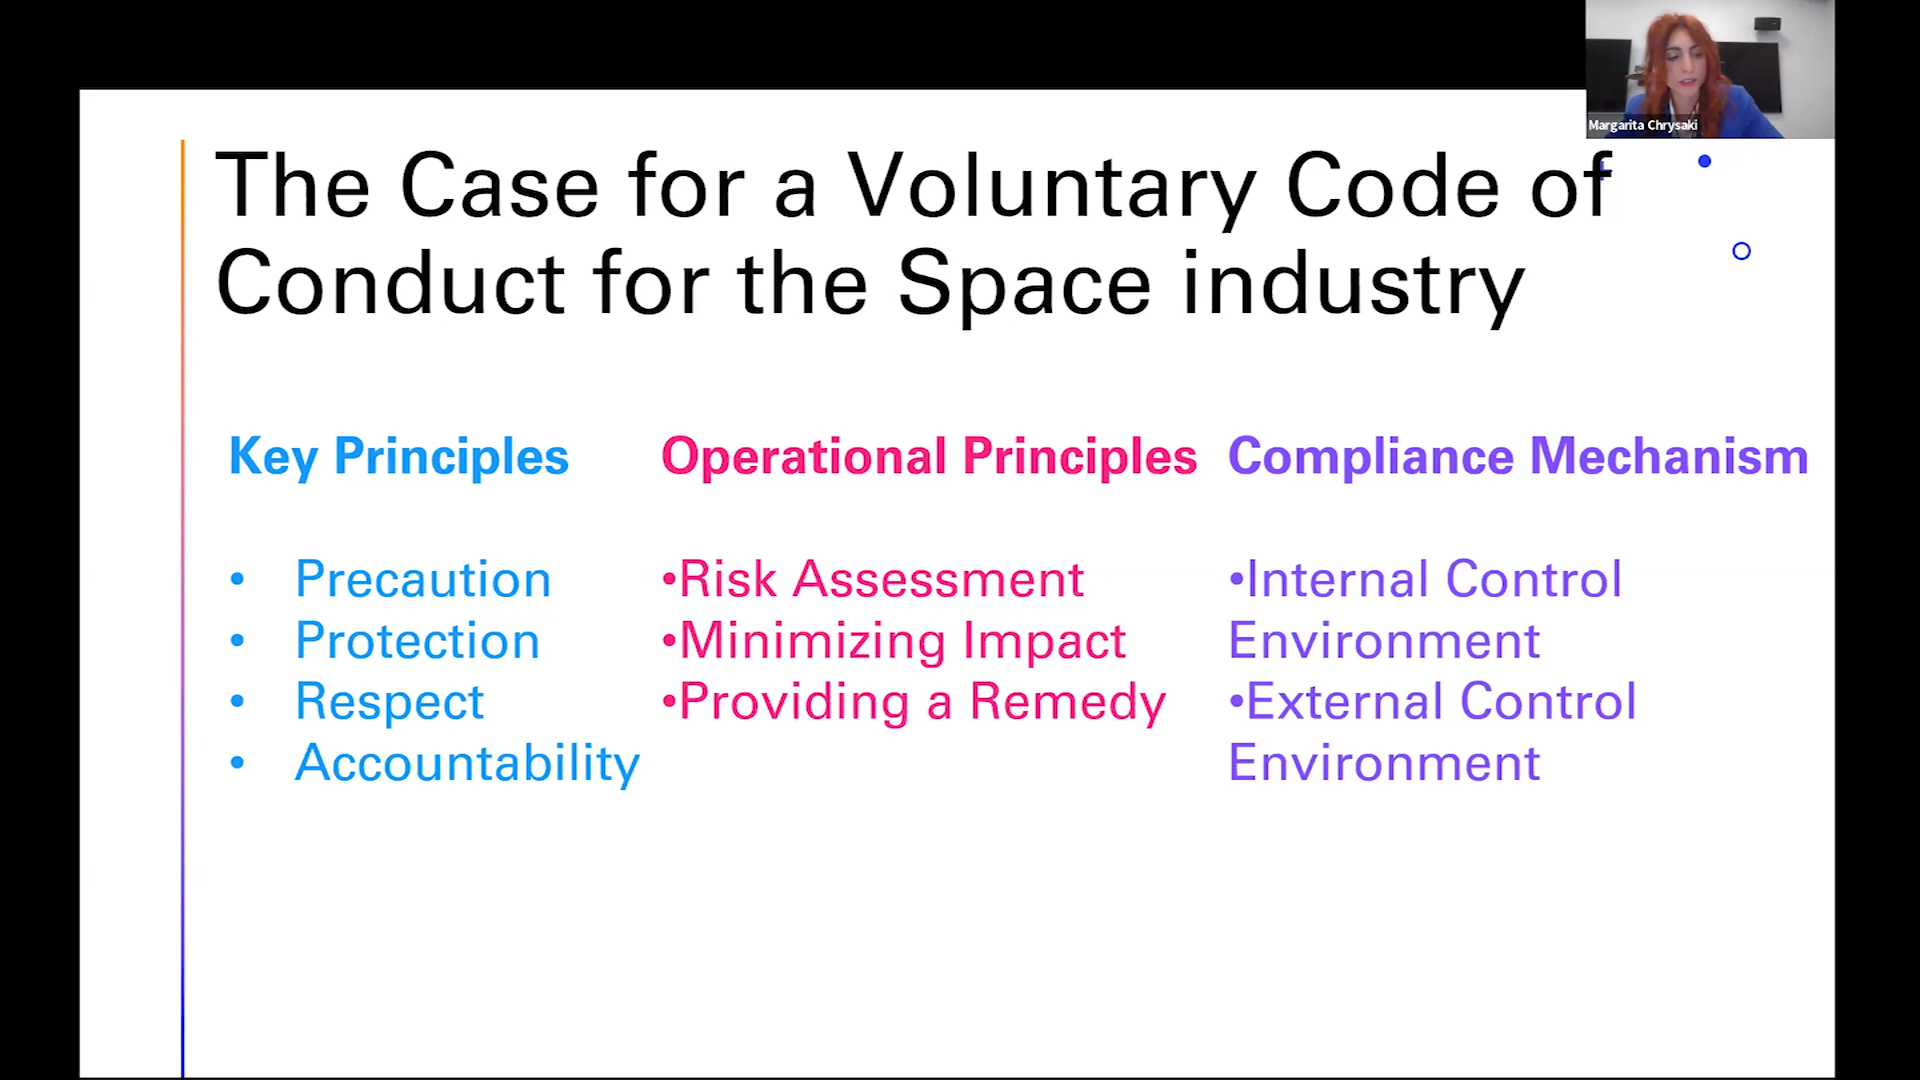 Margarita Chrysaki
The Case for a Voluntary Code of
Conduct for the Space industry
Key Principles
• Precaution
• Protection
• Respect
• Accountability
Operational Principles
•Risk Assessment
•Minimizing Impact
•Providing a Remedy
Compliance Mechanism
•Internal Control
Environment
•External Control
Environment